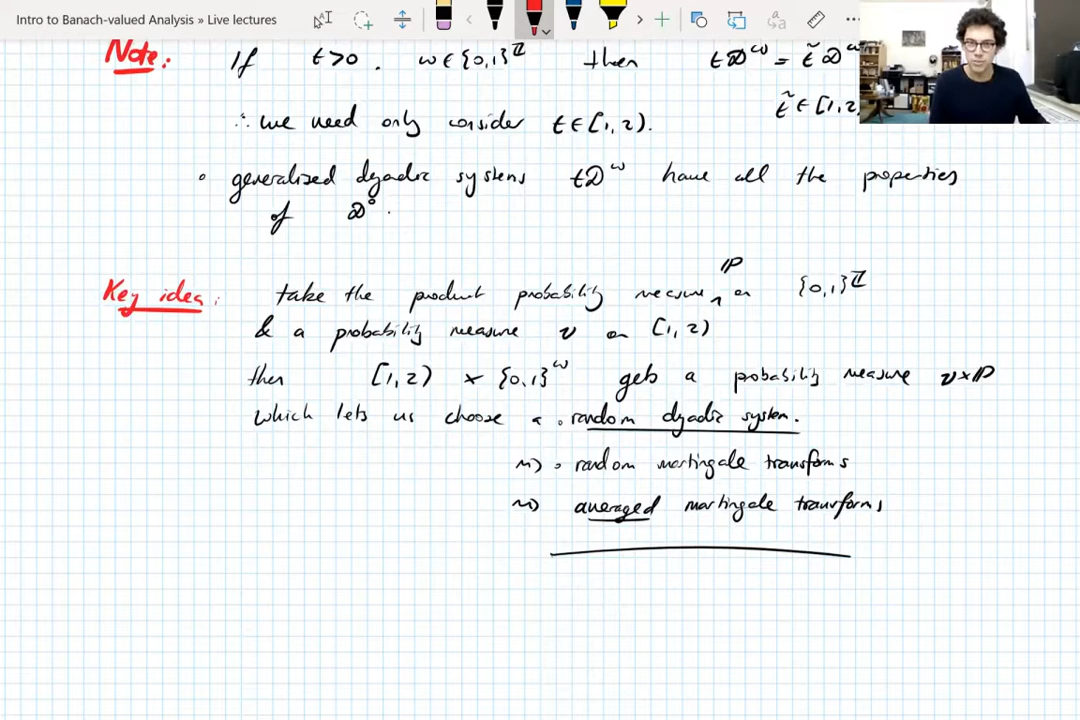 Intro to Banach-valued Analysis » Live lectures
Note: If t>0. ω∈{0,1}^ℤ then t𝒟^ω = t̃𝒟^ω
t̃∈[1,2)
∴ we need only consider t∈[1,2).
∘ generalized dyadic systems t𝒟^ω have all the properties
of 𝒟⁰.
Key idea: take the product probability measure ℙ on {0,1}^ℤ
& a probability measure ν on [1,2)
then [1,2) × {0,1}^ω gets a probability measure ν×ℙ
which lets us choose a random dyadic system.
⇝ random martingale transforms
⇝ averaged martingale transforms